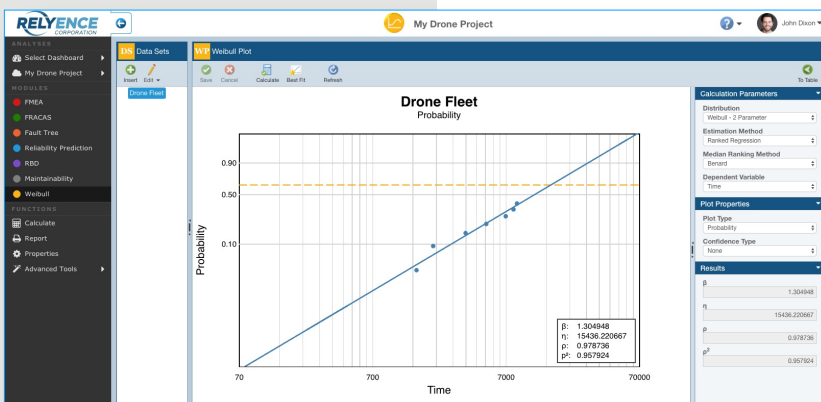 RELYENCE
CORPORATION
My Drone Project
?
John Dixon
ANALYSES
Select Dashboard
My Drone Project
MODULES
FMEA
FRACAS
Fault Tree
Reliability Prediction
RBD
Maintainability
Weibull
FUNCTIONS
Calculate
Report
Properties
Advanced Tools
DS Data Sets
Insert Edit
Drone Fleet
WP Weibull Plot
Save Cancel Calculate Best Fit Refresh To Table
Drone Fleet
Probability
Probability
0.90
0.50
0.10
β: 1.304948
η: 15436.220667
ρ: 0.978736
ρ²: 0.957924
70 700 7000 70000
Time
Calculation Parameters
Distribution
Weibull - 2 Parameter
Estimation Method
Ranked Regression
Median Ranking Method
Benard
Dependent Variable
Time
Plot Properties
Plot Type
Probability
Confidence Type
None
Results
β
1.304948
η
15436.220667
ρ
0.978736
ρ²
0.957924